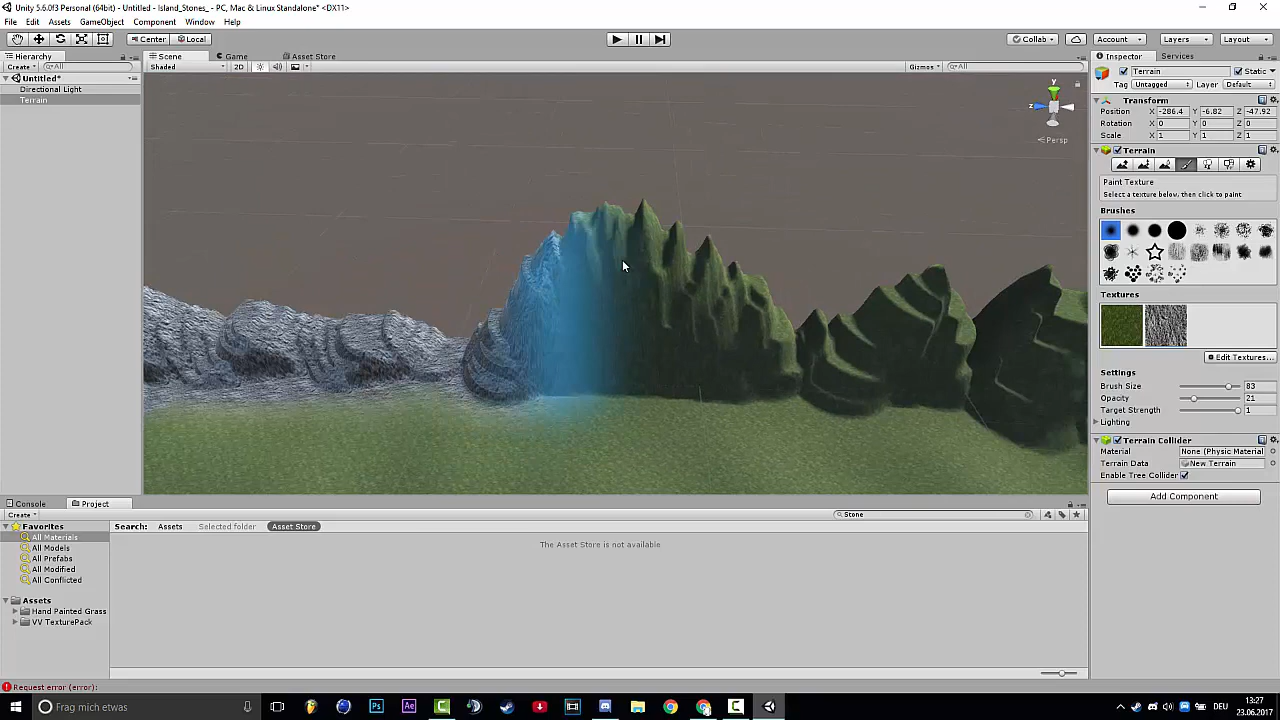 Unity 5.6.0f3 Personal (64bit) - Untitled - Island_Stones_ - PC, Mac & Linux Standalone* <DX11>
File Edit Assets GameObject Component Window Help
Center Local Collab Account Layers Layout
Hierarchy Scene Game Asset Store Inspector Services
Create All Shaded 2D Gizmos All
Untitled*
Directional Light
Terrain
y
z
Persp
Terrain Static
Tag Untagged Layer Default
Transform
Position X -286.4 Y -6.82 Z -47.92
Rotation X 0 Y 0 Z 0
Scale X 1 Y 1 Z 1
Terrain
Paint Texture
Select a texture below, then click to paint
Brushes
Textures
Edit Textures...
Settings
Brush Size 83
Opacity 21
Target Strength 1
Lighting
Terrain Collider
Material None (Physic Material
Terrain Data New Terrain
Enable Tree Collider
Add Component
Console Project
Create Stone
Favorites
All Materials
All Models
All Prefabs
All Modified
All Conflicted
Assets
Hand Painted Grass
VV TexturePack
Search: Assets Selected folder Asset Store
The Asset Store is not available
Request error (error):
Frag mich etwas
Ps Ae
DEU
13:27
23.06.2017